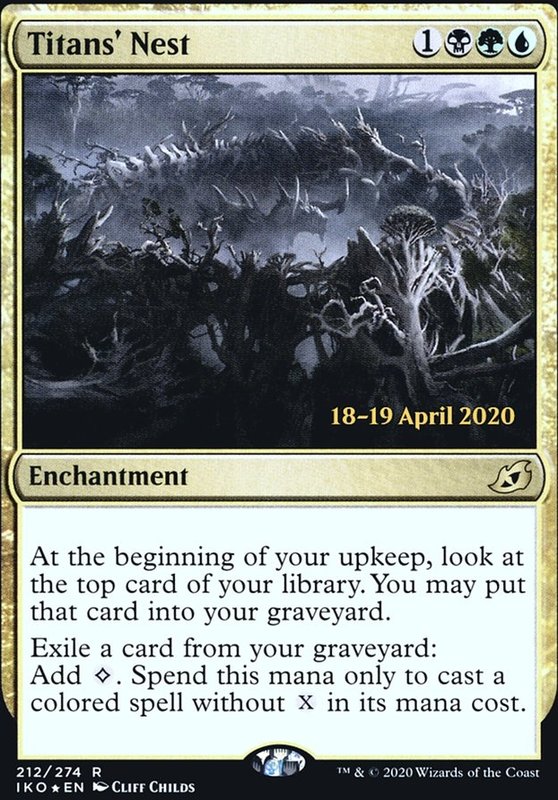 Titans' Nest 1
18–19 April 2020
Enchantment
At the beginning of your upkeep, look at
the top card of your library. You may put
that card into your graveyard.
Exile a card from your graveyard:
Add ◇. Spend this mana only to cast a
colored spell without X in its mana cost.
212/274 R
IKO★EN CLIFF CHILDS
™ & © 2020 Wizards of the Coast